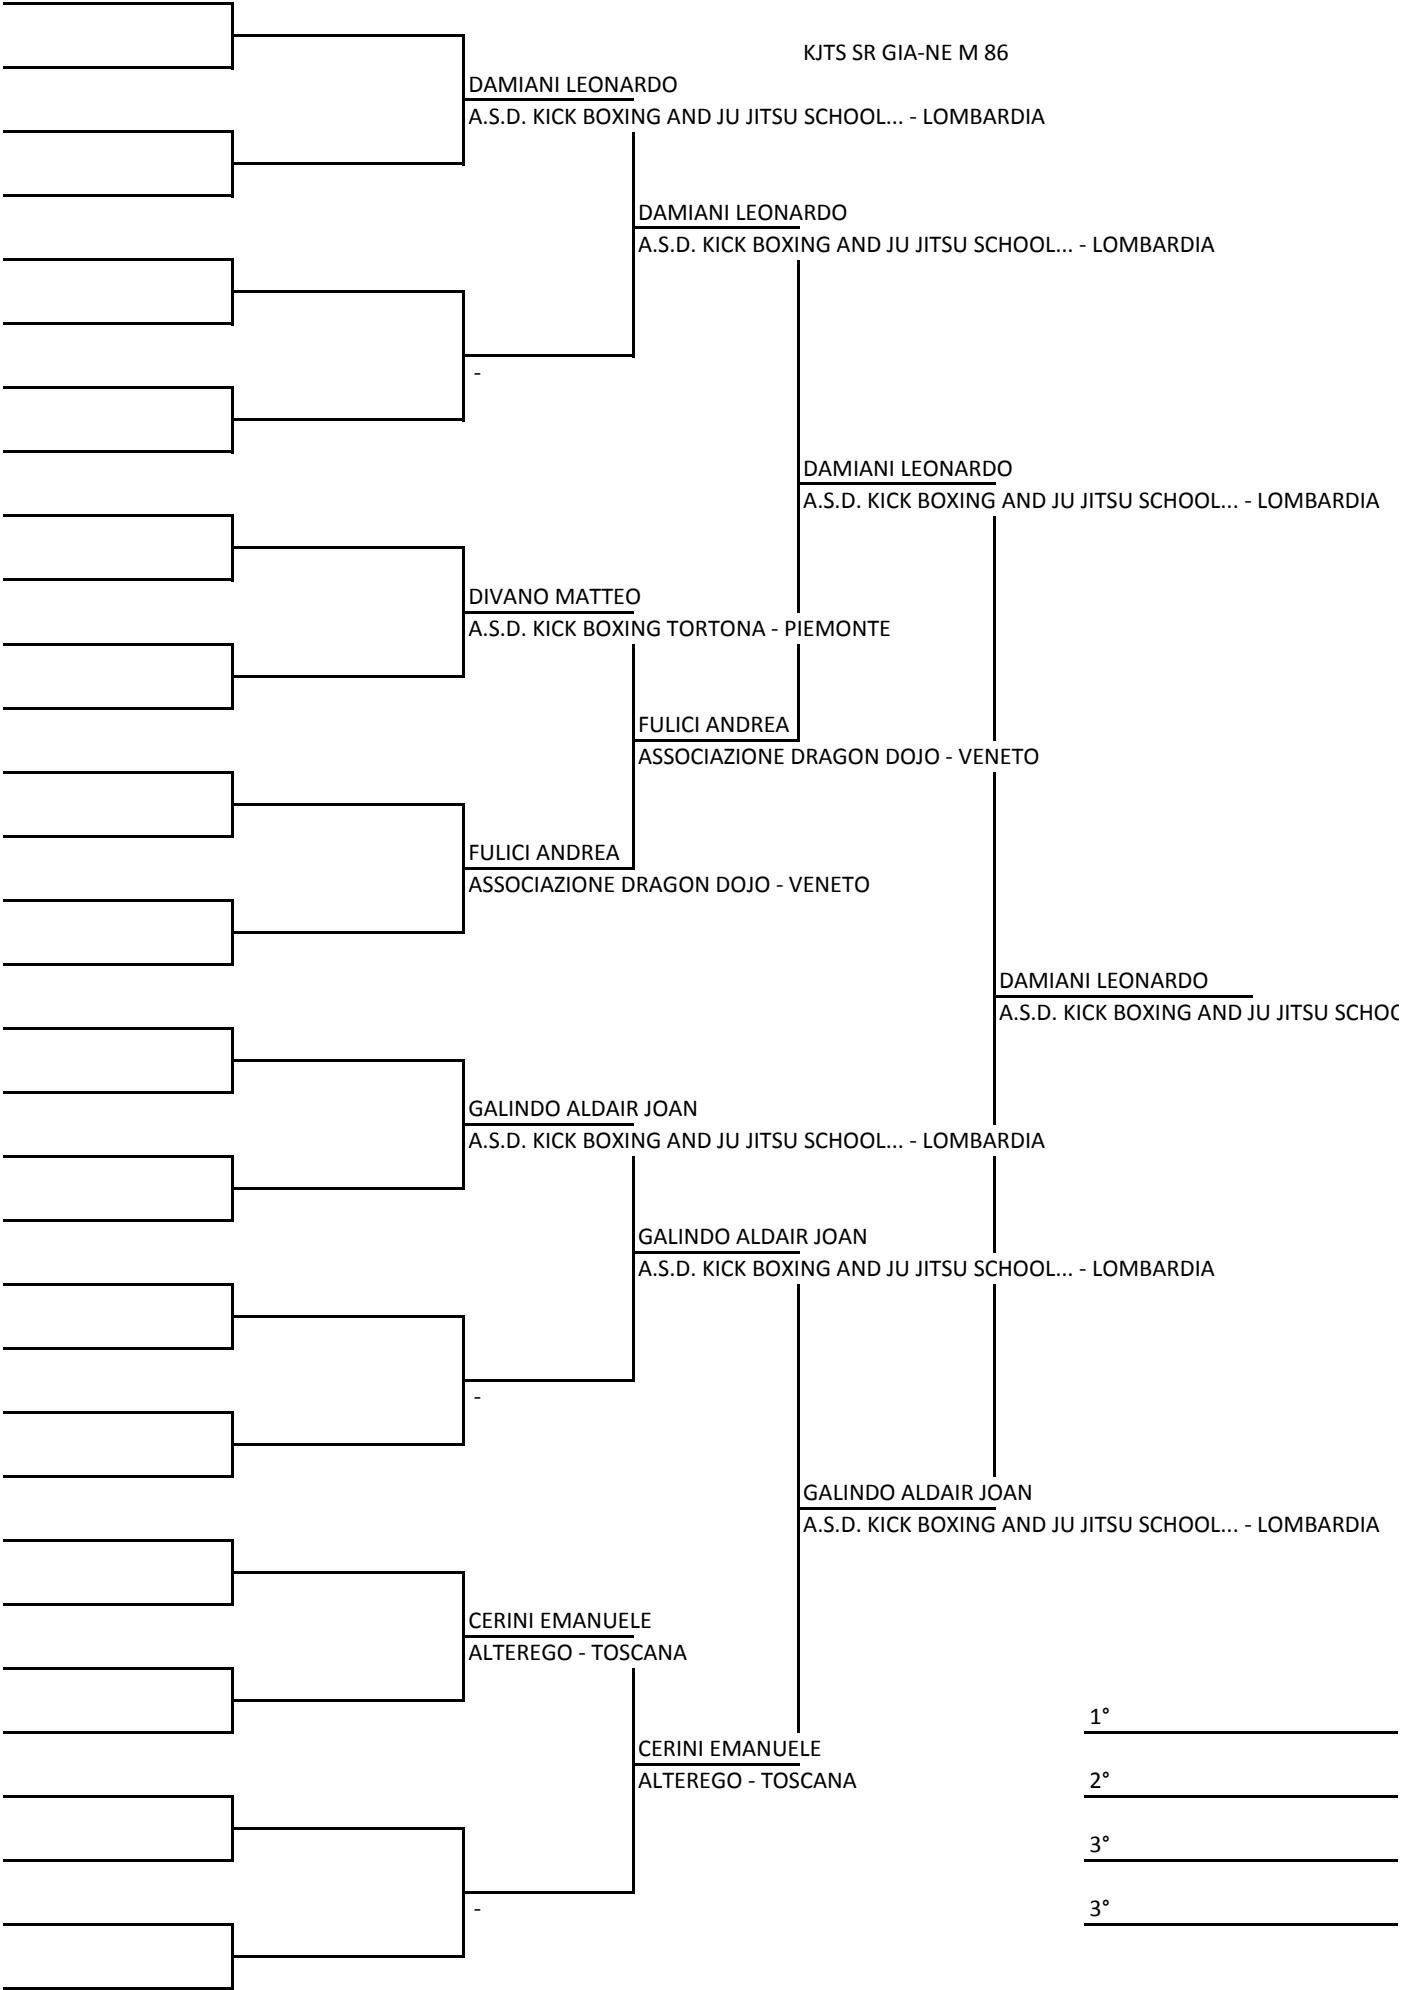 KJTS SR GIA-NE M 86
DAMIANI LEONARDO
A.S.D. KICK BOXING AND JU JITSU SCHOOL... - LOMBARDIA
DAMIANI LEONARDO
A.S.D. KICK BOXING AND JU JITSU SCHOOL... - LOMBARDIA
-
DAMIANI LEONARDO
A.S.D. KICK BOXING AND JU JITSU SCHOOL... - LOMBARDIA
DIVANO MATTEO
A.S.D. KICK BOXING TORTONA - PIEMONTE
FULICI ANDREA
ASSOCIAZIONE DRAGON DOJO - VENETO
FULICI ANDREA
ASSOCIAZIONE DRAGON DOJO - VENETO
DAMIANI LEONARDO
A.S.D. KICK BOXING AND JU JITSU SCHOO
GALINDO ALDAIR JOAN
A.S.D. KICK BOXING AND JU JITSU SCHOOL... - LOMBARDIA
GALINDO ALDAIR JOAN
A.S.D. KICK BOXING AND JU JITSU SCHOOL... - LOMBARDIA
-
GALINDO ALDAIR JOAN
A.S.D. KICK BOXING AND JU JITSU SCHOOL... - LOMBARDIA
CERINI EMANUELE
ALTEREGO - TOSCANA
1°
CERINI EMANUELE
ALTEREGO - TOSCANA
2°
3°
-
3°